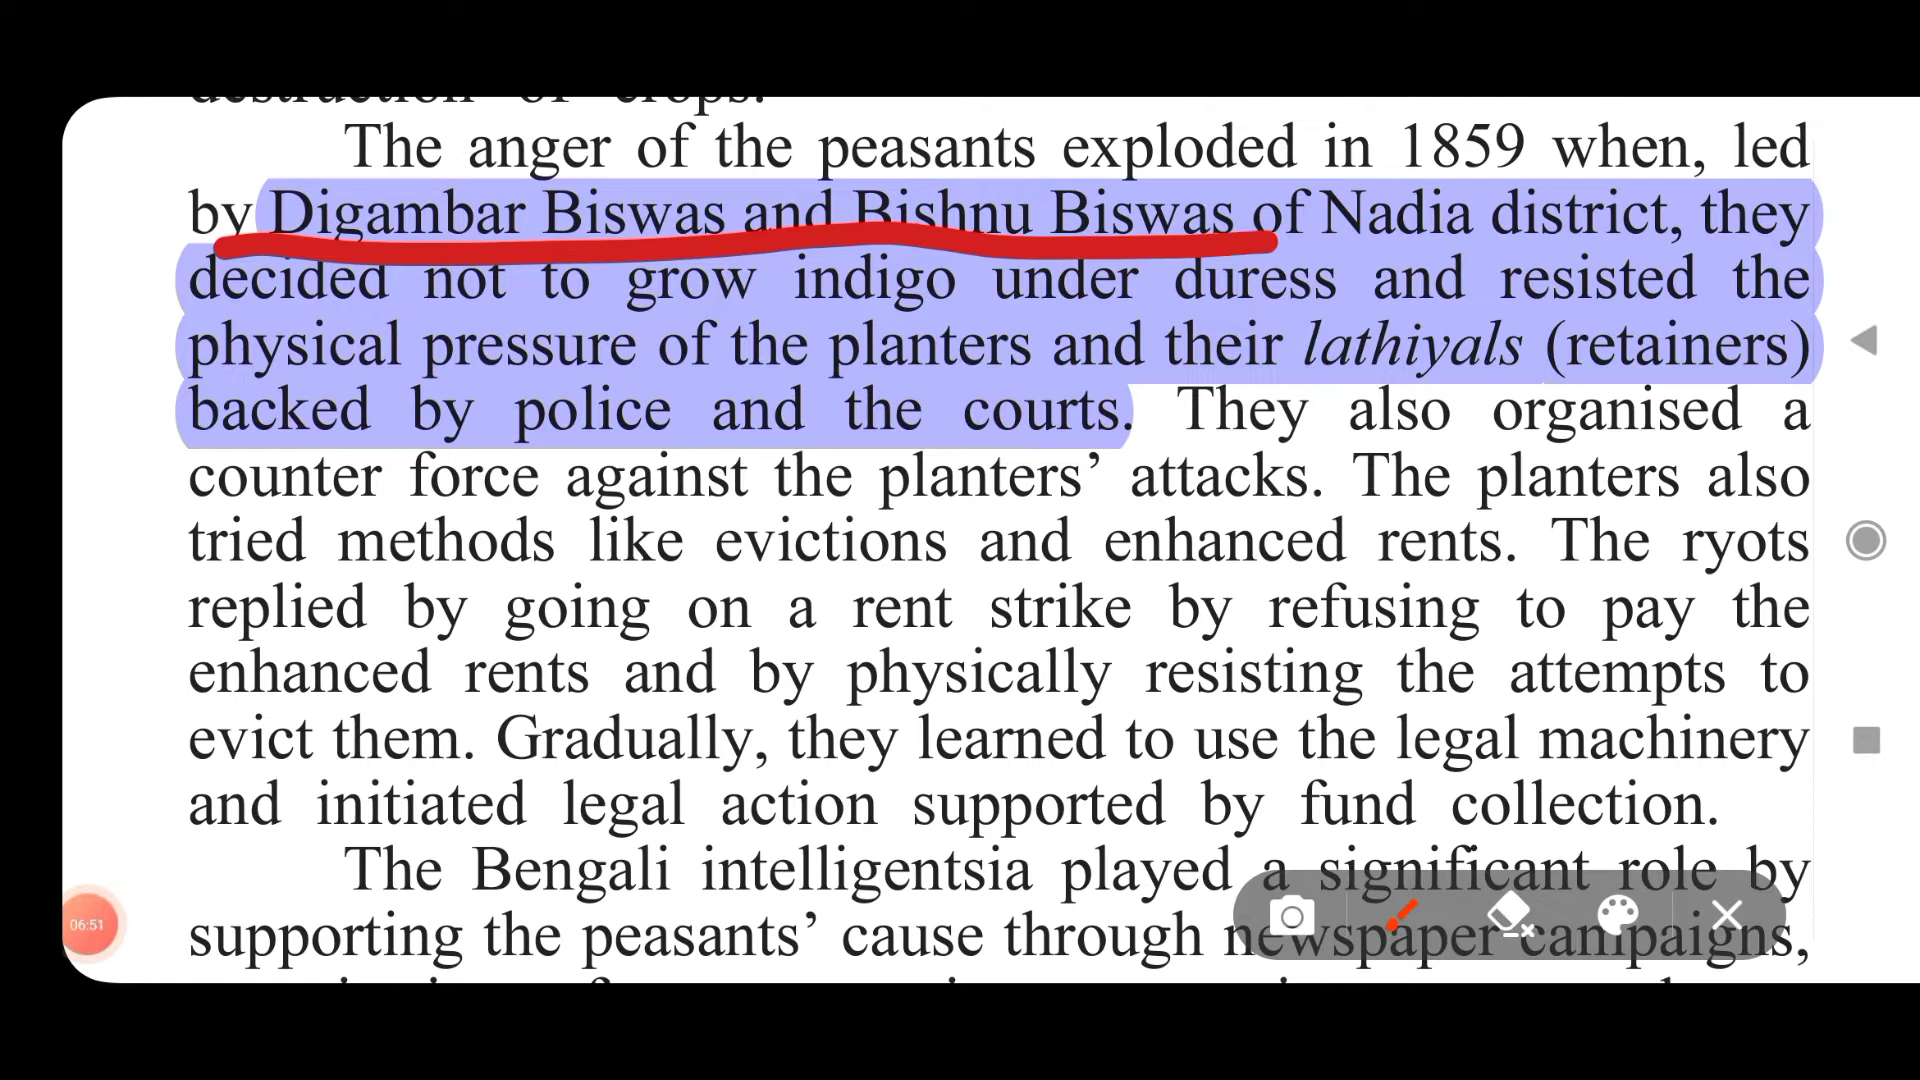 destruction of crops.
The anger of the peasants exploded in 1859 when, led
by Digambar Biswas and Bishnu Biswas of Nadia district, they
decided not to grow indigo under duress and resisted the
physical pressure of the planters and their lathiyals (retainers)
backed by police and the courts. They also organised a
counter force against the planters’ attacks. The planters also
tried methods like evictions and enhanced rents. The ryots
replied by going on a rent strike by refusing to pay the
enhanced rents and by physically resisting the attempts to
evict them. Gradually, they learned to use the legal machinery
and initiated legal action supported by fund collection.
The Bengali intelligentsia played a significant role by
supporting the peasants’ cause through newspaper campaigns,
06:51